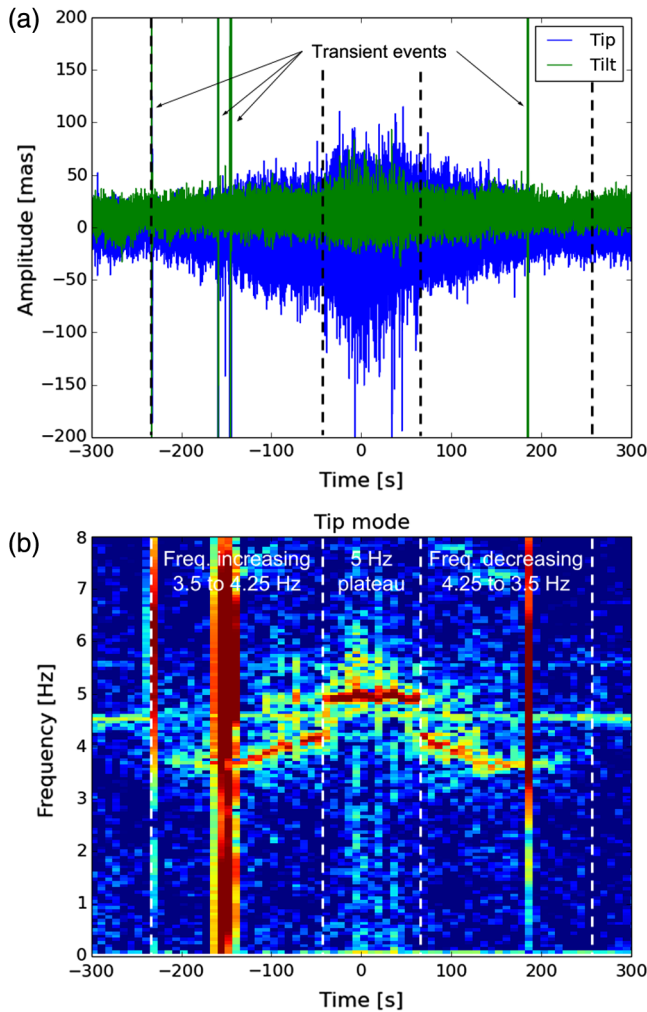 (a)
200
150
100
50
0
−50
−100
−150
−200
Amplitude [mas]
Transient events
Tip
Tilt
−300
−200
−100
0
100
200
300
Time [s]
(b)
Tip mode
8
7
6
5
4
3
2
1
0
Frequency [Hz]
Freq. increasing
3.5 to 4.25 Hz
5 Hz
plateau
Freq. decreasing
4.25 to 3.5 Hz
−300
−200
−100
0
100
200
300
Time [s]